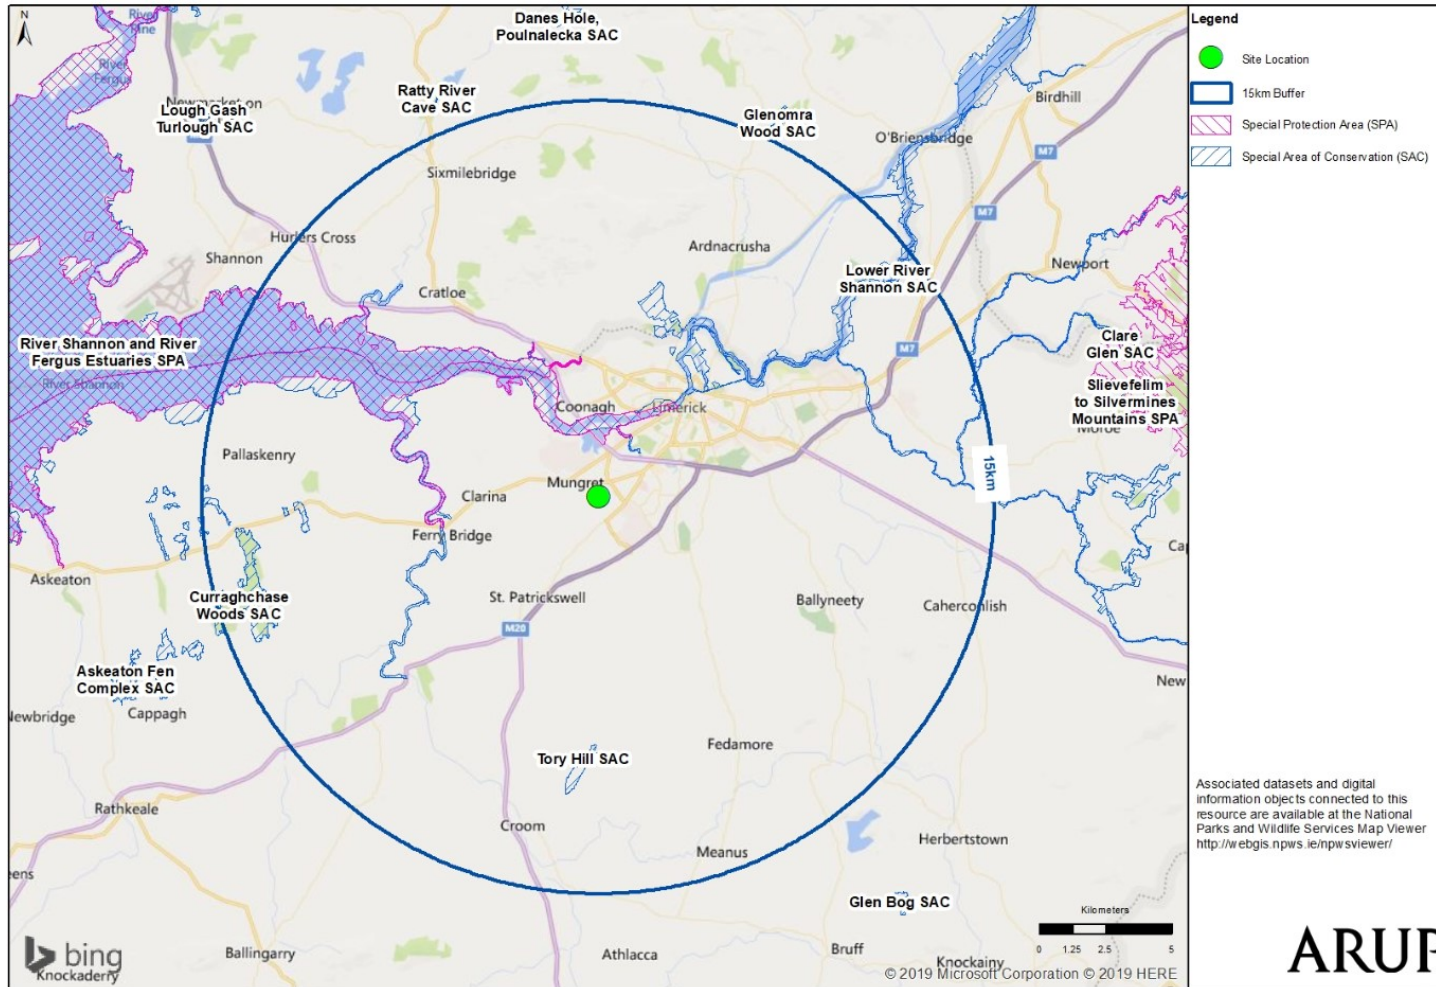 N
River
Fergus
Danes Hole,
Poulnalecka SAC
Ratty River
Cave SAC
Lough Gash
Turlough SAC
Glenomra
Wood SAC
Birdhill
O'Briensbridge
M7
Sixmilebridge
M7
Hurlers Cross
Ardnacrusha
Shannon
Newport
Lower River
Shannon SAC
Cratloe
River Shannon and River
Fergus Estuaries SPA
River Shannon
M7
Clare
Glen SAC
Slievefelim
to Silvermines
Mountains SPA
Coonagh
Limerick
Pallaskenry
15km
Mungret
Clarina
Ferry Bridge
Askeaton
Curraghchase
Woods SAC
St. Patrickswell
Ballyneety
Caherconlish
M20
Askeaton Fen
Complex SAC
Cappagh
New
Tory Hill SAC
Fedamore
Rathkeale
Croom
Meanus
Herbertstown
Glen Bog SAC
Ballingarry
Athlacca
Bruff
Knockainy
bing
Knockaderry
Kilometers
0 1.25 2.5 5
© 2019 Microsoft Corporation © 2019 HERE
Legend
Site Location
15km Buffer
Special Protection Area (SPA)
Special Area of Conservation (SAC)
Associated datasets and digital
information objects connected to this
resource are available at the National
Parks and Wildlife Services Map Viewer
http://webgis.npws.ie/npwsviewer/
ARUP